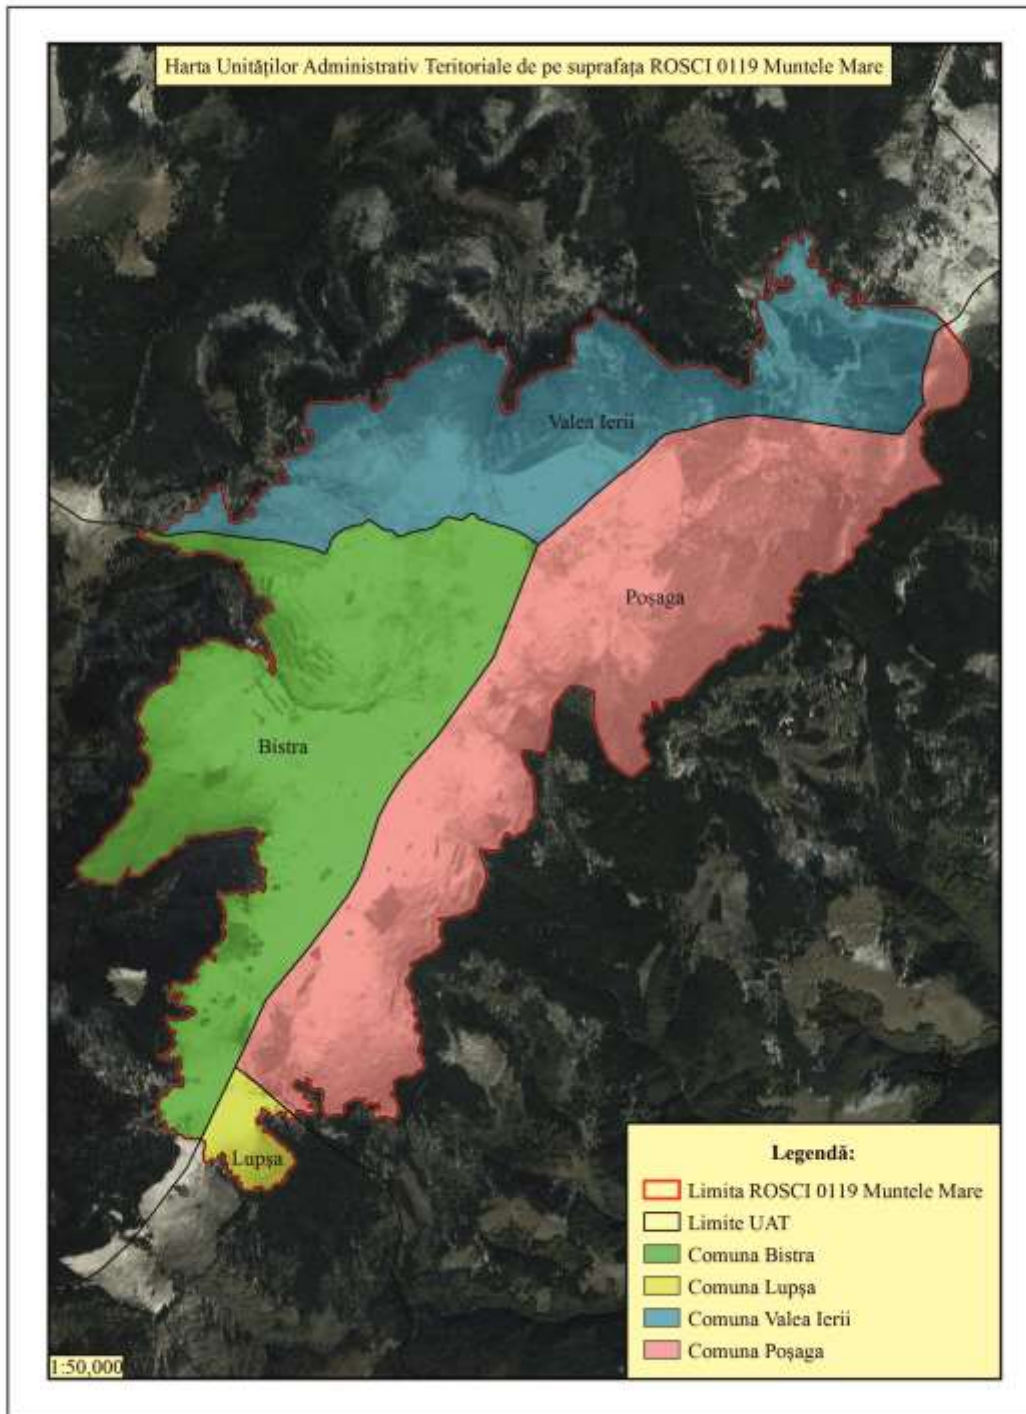 Harta Unităților Administrativ Teritoriale de pe suprafața ROSCI 0119 Muntele Mare
Valea Ierii
Poșaga
Bistra
Lupșa
Legendă:
Limita ROSCI 0119 Muntele Mare
Limite UAT
Comuna Bistra
Comuna Lupșa
Comuna Valea Ierii
Comuna Poșaga
1:50,000